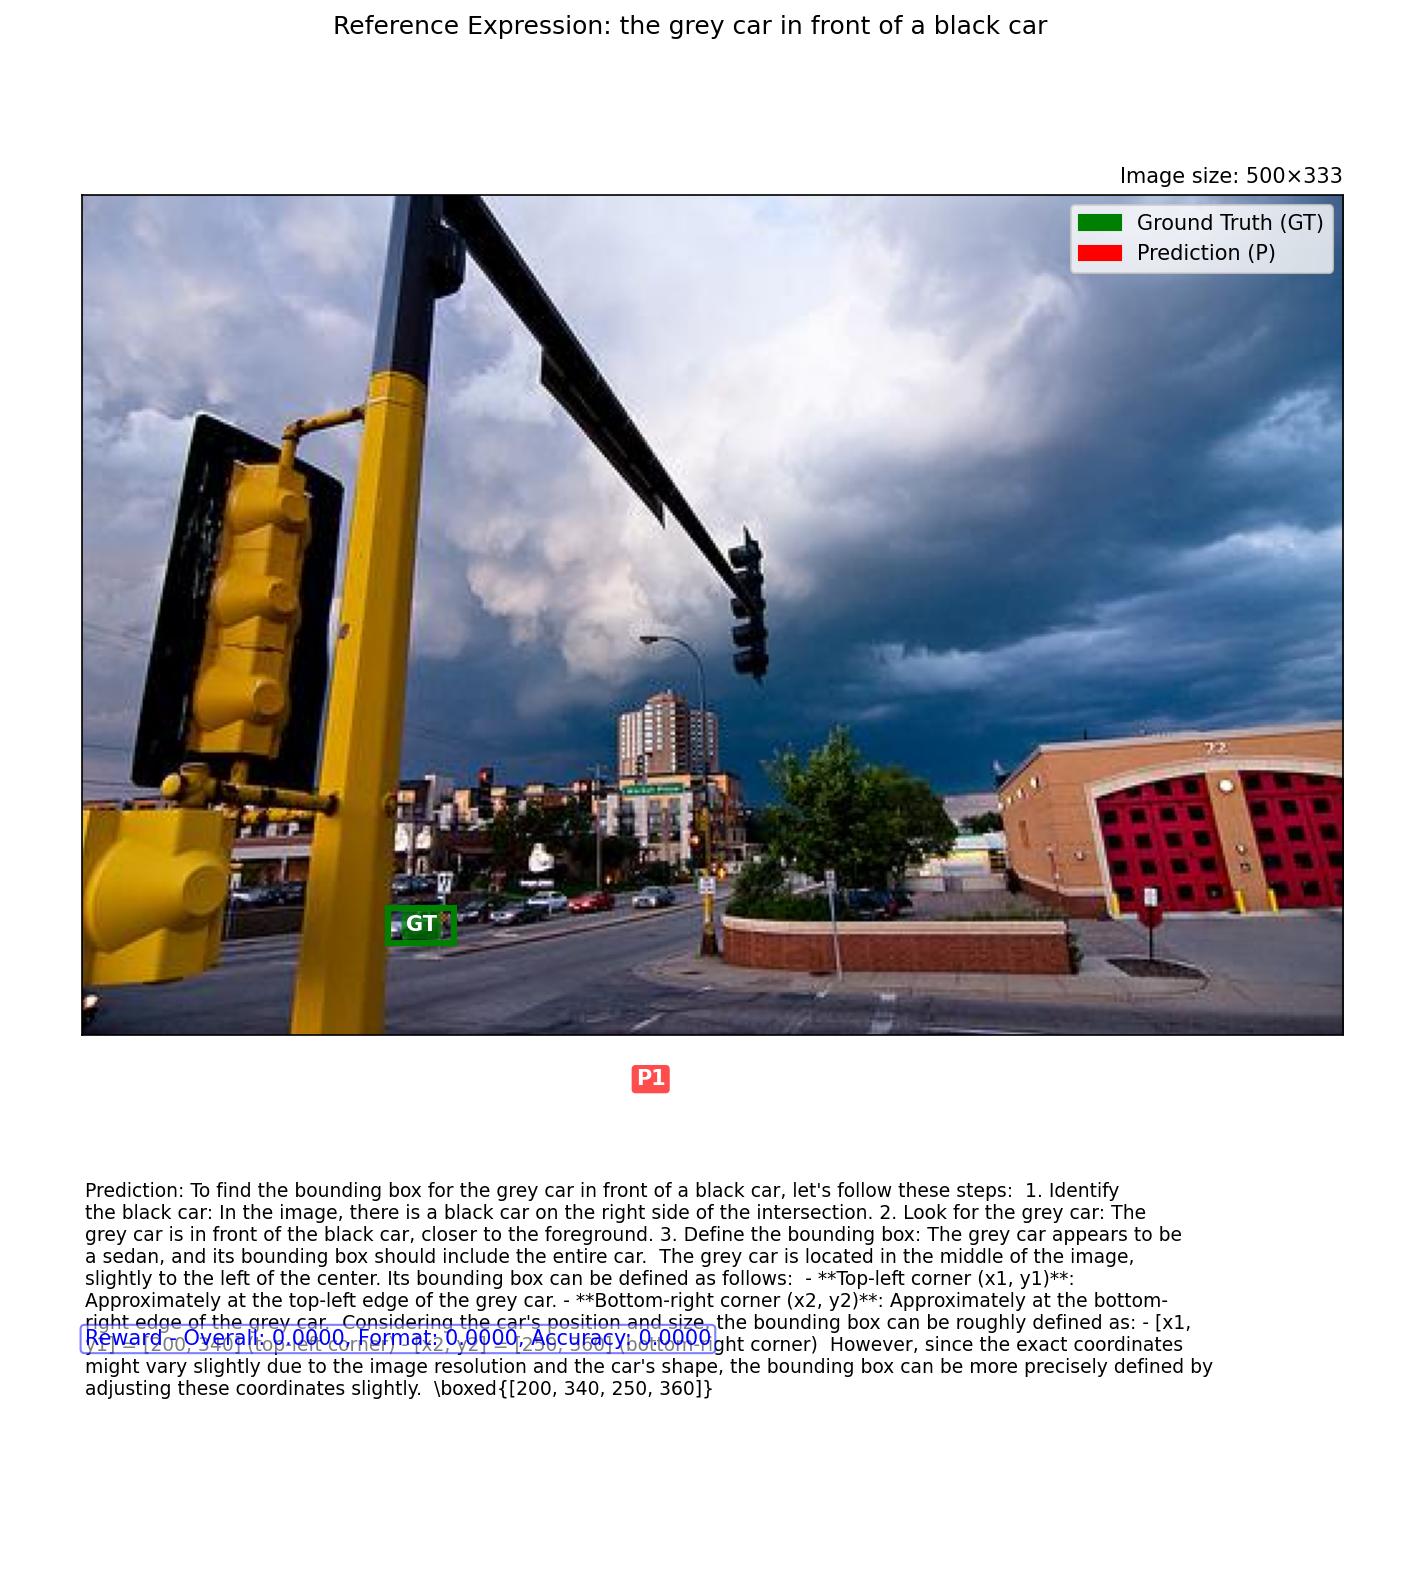 Reference Expression: the grey car in front of a black car
Image size: 500×333
Ground Truth (GT)
Prediction (P)
72
GT
P1
Prediction: To find the bounding box for the grey car in front of a black car, let's follow these steps:  1. Identify
the black car: In the image, there is a black car on the right side of the intersection. 2. Look for the grey car: The
grey car is in front of the black car, closer to the foreground. 3. Define the bounding box: The grey car appears to be
a sedan, and its bounding box should include the entire car.  The grey car is located in the middle of the image,
slightly to the left of the center. Its bounding box can be defined as follows:  - **Top-left corner (x1, y1)**:
Approximately at the top-left edge of the grey car. - **Bottom-right corner (x2, y2)**: Approximately at the bottom-
right edge of the grey car.  Considering the car's position and size, the bounding box can be roughly defined as: - [x1,
Reward - Overall: 0.0000, Format: 0.0000, Accuracy: 0.0000
y1] = [200, 340] (top-left corner) - [x2, y2] = [250, 360] (bottom-right corner)  However, since the exact coordinates
might vary slightly due to the image resolution and the car's shape, the bounding box can be more precisely defined by
adjusting these coordinates slightly.  \boxed{[200, 340, 250, 360]}